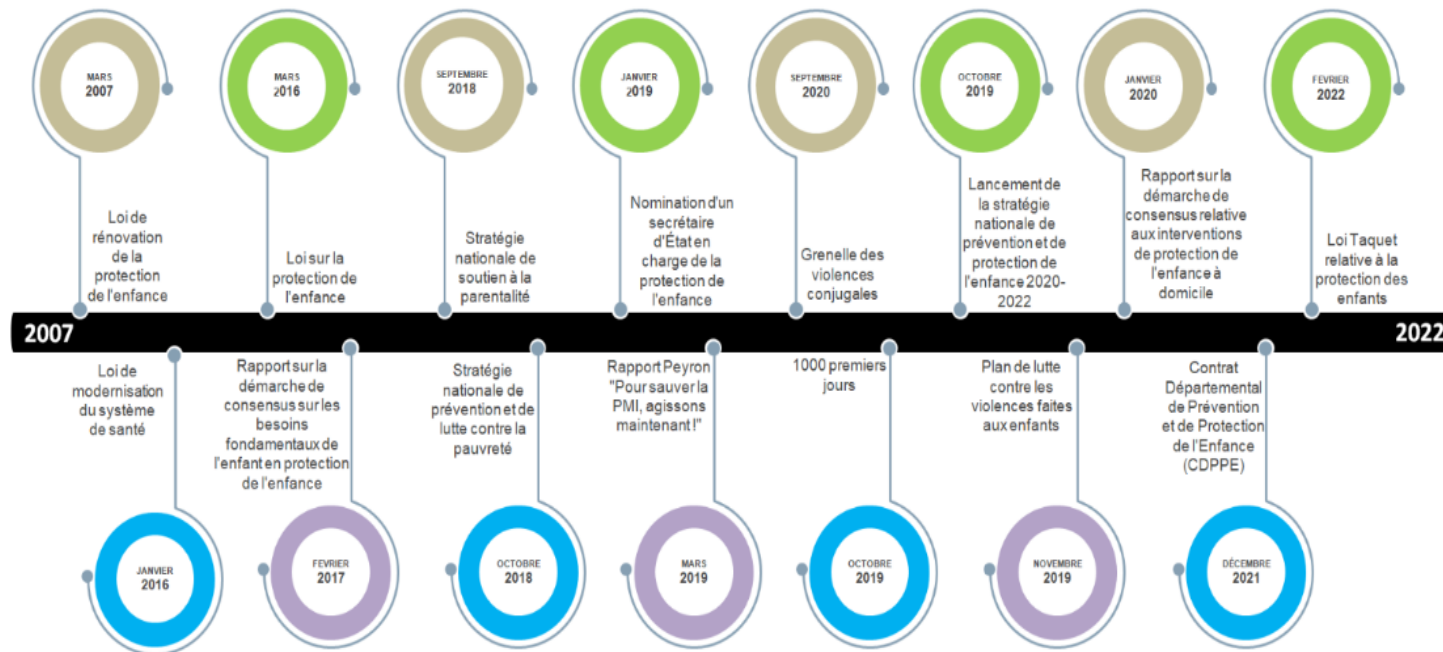 MARS
2007
MARS
2016
SEPTEMBRE
2018
JANVIER
2019
SEPTEMBRE
2020
OCTOBRE
2019
JANVIER
2020
FEVRIER
2022
Loi de
rénovation
de la
protection
de l'enfance
Loi sur la
protection de
l'enfance
Stratégie
nationale de
soutien à la
parentalité
Nomination d'un
secrétaire
d'État en
charge de la
protection de
l'enfance
Grenelle des
violences
conjugales
Lancement de
la stratégie
nationale de
prévention et de
protection de
l'enfance 2020-
2022
Rapport sur la
démarche de
consensus relative
aux interventions
de protection de
l'enfance à
domicile
Loi Taquet
relative à la
protection des
enfants
2007
2022
Loi de
modernisation
du système
de santé
Rapport sur la
démarche de
consensus sur les
besoins
fondamentaux de
l'enfant en protection
de l'enfance
Stratégie
nationale de
prévention et de
lutte contre la
pauvreté
Rapport Peyron
"Pour sauver la
PMI, agissons
maintenant !"
1000 premiers
jours
Plan de lutte
contre les
violences faites
aux enfants
Contrat
Départemental
de Prévention
et de Protection
de l'Enfance
(CDPPE)
JANVIER
2016
FEVRIER
2017
OCTOBRE
2018
MARS
2019
OCTOBRE
2019
NOVEMBRE
2019
DÉCEMBRE
2021